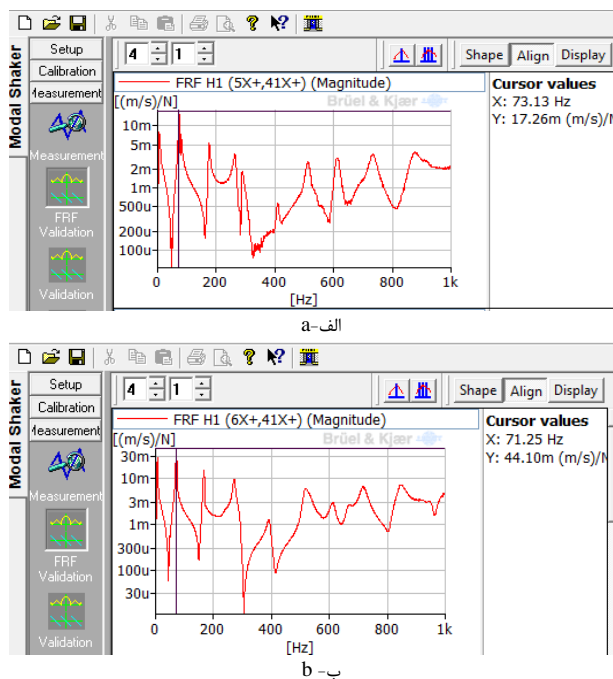 Modal Shaker
Setup
Calibration
Measurement
Measurement
FRF
Validation
Validation
4 1
Shape Align Display
FRF H1 (5X+,41X+) (Magnitude)
[(m/s)/N]
Brüel & Kjær
10m
5m
2m
1m
500u
200u
100u
0 200 400 600 800 1k
[Hz]
Cursor values
X: 73.13 Hz
Y: 17.26m (m/s)/N
a-الف
Modal Shaker
Setup
Calibration
Measurement
Measurement
FRF
Validation
Validation
4 1
Shape Align Display
FRF H1 (6X+,41X+) (Magnitude)
[(m/s)/N]
Brüel & Kjær
30m
10m
3m
1m
300u
100u
30u
0 200 400 600 800 1k
[Hz]
Cursor values
X: 71.25 Hz
Y: 44.10m (m/s)/N
b -ب